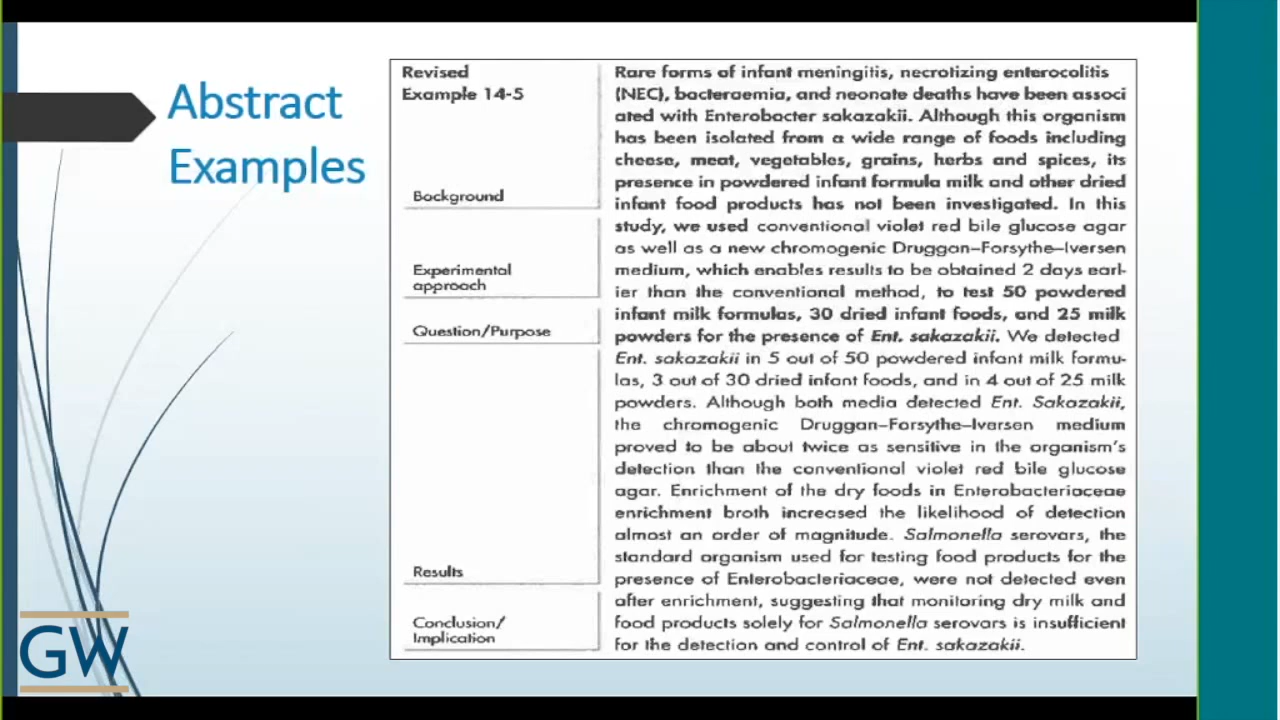 Abstract
Examples
Revised
Example 14-5
Background
Experimental
approach
Question/Purpose
Results
Conclusion/
Implication
Rare forms of infant meningitis, necrotizing enterocolitis
(NEC), bacteraemia, and neonate deaths have been associ
ated with Enterobacter sakazakii. Although this organism
has been isolated from a wide range of foods including
cheese, meat, vegetables, grains, herbs and spices, its
presence in powdered infant formula milk and other dried
infant food products has not been investigated. In this
study, we used conventional violet red bile glucose agar
as well as a new chromogenic Druggan–Forsythe–Iversen
medium, which enables results to be obtained 2 days earl-
ier than the conventional method, to test 50 powdered
infant milk formulas, 30 dried infant foods, and 25 milk
powders for the presence of Ent. sakazakii. We detected
Ent. sakazakii in 5 out of 50 powdered infant milk formu-
las, 3 out of 30 dried infant foods, and in 4 out of 25 milk
powders. Although both media detected Ent. Sakazakii,
the chromogenic Druggan–Forsythe–Iversen medium
proved to be about twice as sensitive in the organism's
detection than the conventional violet red bile glucose
agar. Enrichment of the dry foods in Enterobacteriaceae
enrichment broth increased the likelihood of detection
almost an order of magnitude. Salmonella serovars, the
standard organism used for testing food products for the
presence of Enterobacteriaceae, were not detected even
after enrichment, suggesting that monitoring dry milk and
food products solely for Salmonella serovars is insufficient
for the detection and control of Ent. sakazakii.
GW